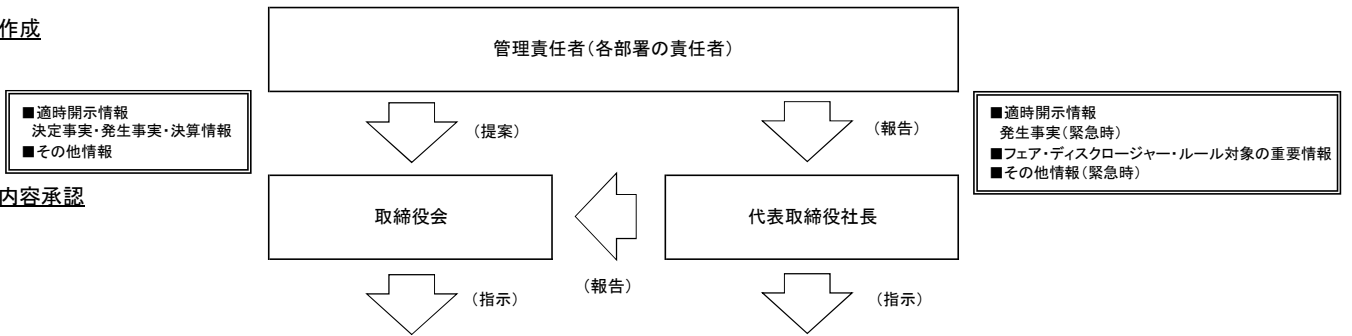 作成
管理責任者(各部署の責任者)
■適時開示情報
決定事実・発生事実・決算情報
■その他情報
(提案)
(報告)
■適時開示情報
発生事実(緊急時)
■フェア・ディスクロージャー・ルール対象の重要情報
■その他情報(緊急時)
内容承認
取締役会
代表取締役社長
(報告)
(指示)
(指示)